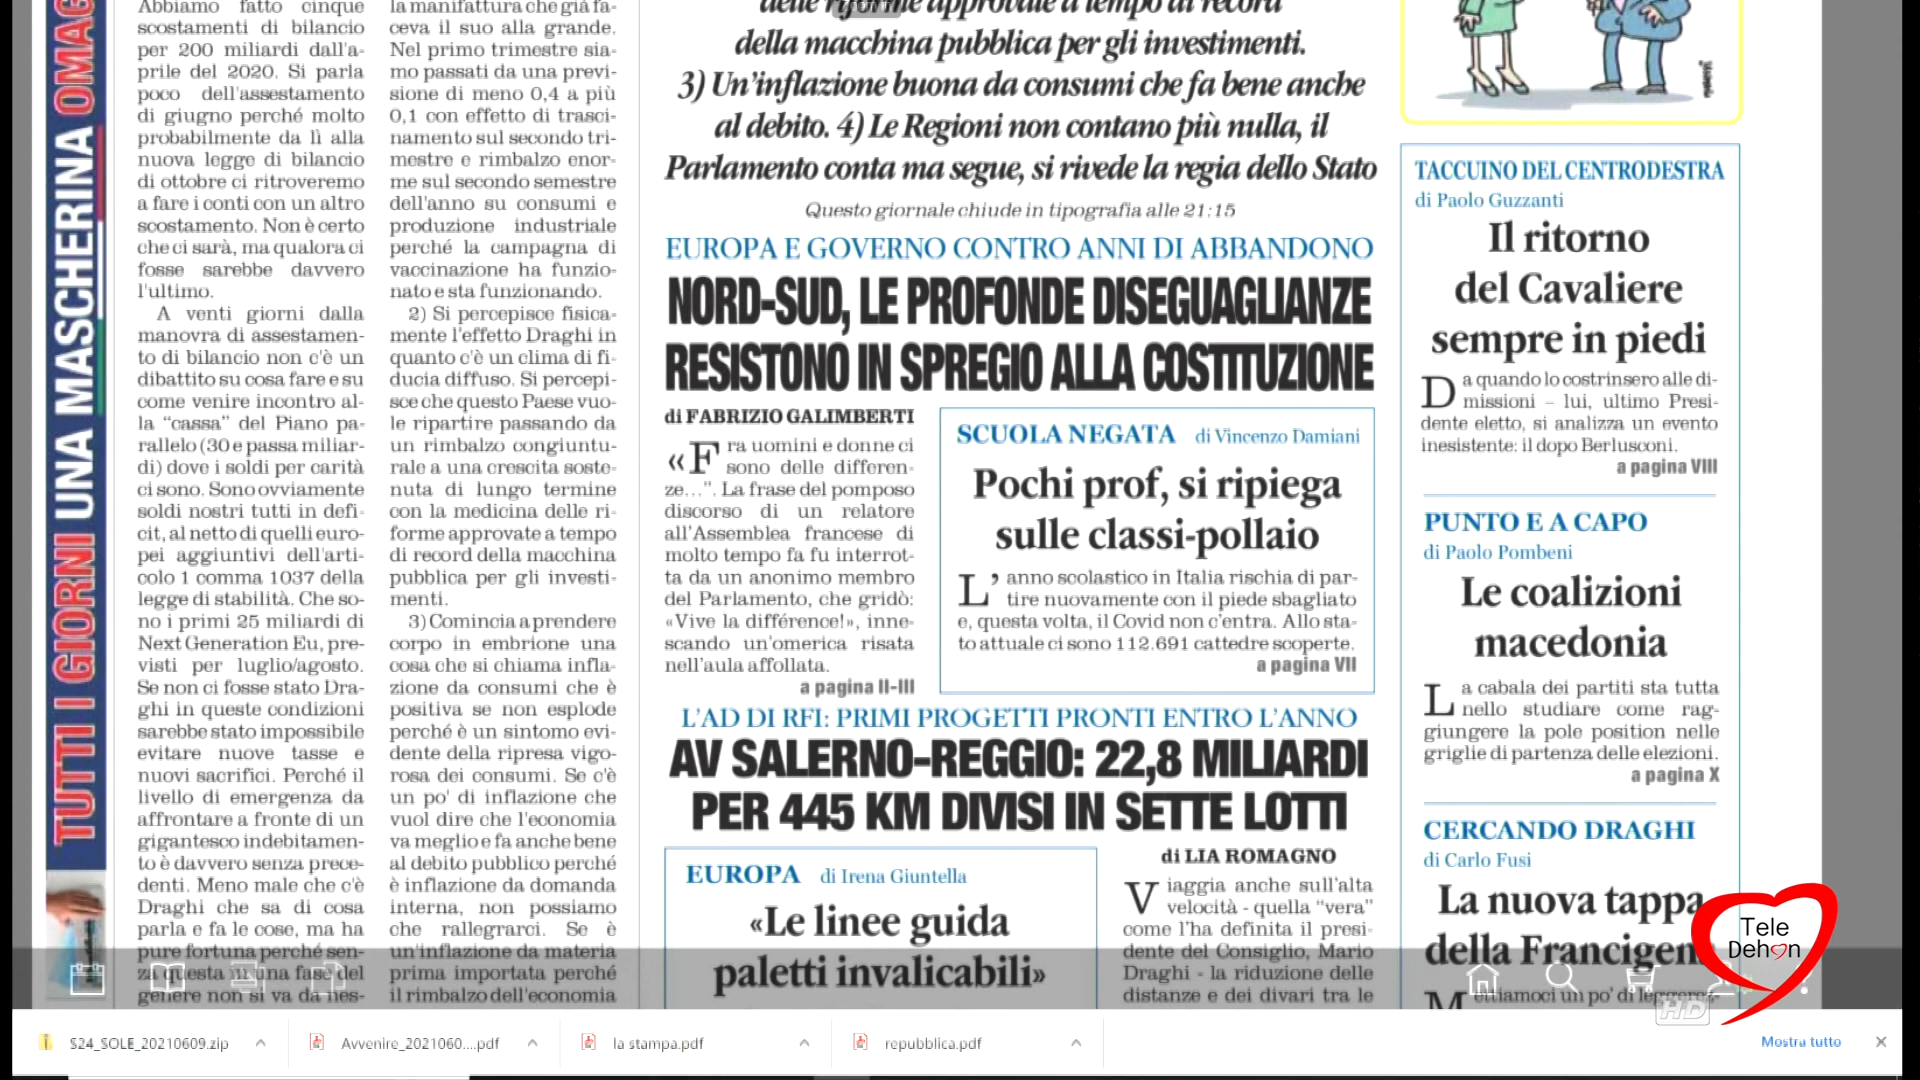 TUTTI I GIORNI UNA MASCHERINA OMAG
Abbiamo fatto cinque
scostamenti di bilancio
per 200 miliardi dall'a-
prile del 2020. Si parla
poco dell'assestamento
di giugno perché molto
probabilmente da lì alla
nuova legge di bilancio
di ottobre ci ritroveremo
a fare i conti con un altro
scostamento. Non è certo
che ci sarà, ma qualora ci
fosse sarebbe davvero
l'ultimo.
A venti giorni dalla
manovra di assestamen-
to di bilancio non c'è un
dibattito su cosa fare e su
come venire incontro al-
la “cassa” del Piano pa-
rallelo (30 e passa miliar-
di) dove i soldi per carità
ci sono. Sono ovviamente
soldi nostri tutti in defi-
cit, al netto di quelli euro-
pei aggiuntivi dell'arti-
colo 1 comma 1037 della
legge di stabilità. Che so-
no i primi 25 miliardi di
Next Generation Eu, pre-
visti per luglio/agosto.
Se non ci fosse stato Dra-
ghi in queste condizioni
sarebbe stato impossibile
evitare nuove tasse e
nuovi sacrifici. Perché il
livello di emergenza da
affrontare a fronte di un
gigantesco indebitamen-
to è davvero senza prece-
denti. Meno male che c'è
Draghi che sa di cosa
parla e fa le cose, ma ha
pure fortuna perché sen-
za questa in una fase del
genere non si va da nes-
la manifattura che già fa-
ceva il suo alla grande.
Nel primo trimestre sia-
mo passati da una previ-
sione di meno 0,4 a più
0,1 con effetto di trasci-
namento sul secondo tri-
mestre e rimbalzo enor-
me sul secondo semestre
dell'anno su consumi e
produzione industriale
perché la campagna di
vaccinazione ha funzio-
nato e sta funzionando.
2) Si percepisce fisica-
mente l'effetto Draghi in
quanto c'è un clima di fi-
ducia diffuso. Si percepi-
sce che questo Paese vuo-
le ripartire passando da
un rimbalzo congiuntu-
rale a una crescita soste-
nuta di lungo termine
con la medicina delle ri-
forme approvate a tempo
di record della macchina
pubblica per gli investi-
menti.
3) Comincia a prendere
corpo in embrione una
cosa che si chiama infla-
zione da consumi che è
positiva se non esplode
perché è un sintomo evi-
dente della ripresa vigo-
rosa dei consumi. Se c'è
un po' di inflazione che
vuol dire che l'economia
va meglio e fa anche bene
al debito pubblico perché
è inflazione da domanda
interna, non possiamo
che rallegrarci. Se è
un'inflazione da materia
prima importata perché
il rimbalzo dell'economia
delle riforme approvate a tempo di record
della macchina pubblica per gli investimenti.
3) Un'inflazione buona da consumi che fa bene anche
al debito. 4) Le Regioni non contano più nulla, il
Parlamento conta ma segue, si rivede la regia dello Stato
Questo giornale chiude in tipografia alle 21:15
EUROPA E GOVERNO CONTRO ANNI DI ABBANDONO
NORD-SUD, LE PROFONDE DISEGUAGLIANZE
RESISTONO IN SPREGIO ALLA COSTITUZIONE
di FABRIZIO GALIMBERTI
«Fra uomini e donne ci
sono delle differen-
ze…”. La frase del pomposo
discorso di un relatore
all'Assemblea francese di
molto tempo fa fu interrot-
ta da un anonimo membro
del Parlamento, che gridò:
«Vive la différence!», inne-
scando un'omerica risata
nell'aula affollata.
a pagina II-III
SCUOLA NEGATA di Vincenzo Damiani
Pochi prof, si ripiega
sulle classi-pollaio
L'anno scolastico in Italia rischia di par-
tire nuovamente con il piede sbagliato
e, questa volta, il Covid non c'entra. Allo sta-
to attuale ci sono 112.691 cattedre scoperte.
a pagina VII
L'AD DI RFI: PRIMI PROGETTI PRONTI ENTRO L'ANNO
AV SALERNO-REGGIO: 22,8 MILIARDI
PER 445 KM DIVISI IN SETTE LOTTI
EUROPA di Irena Giuntella
«Le linee guida
paletti invalicabili»
di LIA ROMAGNO
Viaggia anche sull'alta
velocità - quella “vera”
come l'ha definita il presi-
dente del Consiglio, Mario
Draghi - la riduzione delle
distanze e dei divari tra le
TACCUINO DEL CENTRODESTRA
di Paolo Guzzanti
Il ritorno
del Cavaliere
sempre in piedi
Da quando lo costrinsero alle di-
missioni – lui, ultimo Presi-
dente eletto, si analizza un evento
inesistente: il dopo Berlusconi.
a pagina VIII
PUNTO E A CAPO
di Paolo Pombeni
Le coalizioni
macedonia
La cabala dei partiti sta tutta
nello studiare come rag-
giungere la pole position nelle
griglie di partenza delle elezioni.
a pagina X
CERCANDO DRAGHI
di Carlo Fusi
La nuova tappa
della Francigen
Mettiamoci un po' di
Tele
Dehon
HD
S24_SOLE_20210609.zip
Avvenire_2021060....pdf
la stampa.pdf
repubblica.pdf
Mostra tutto